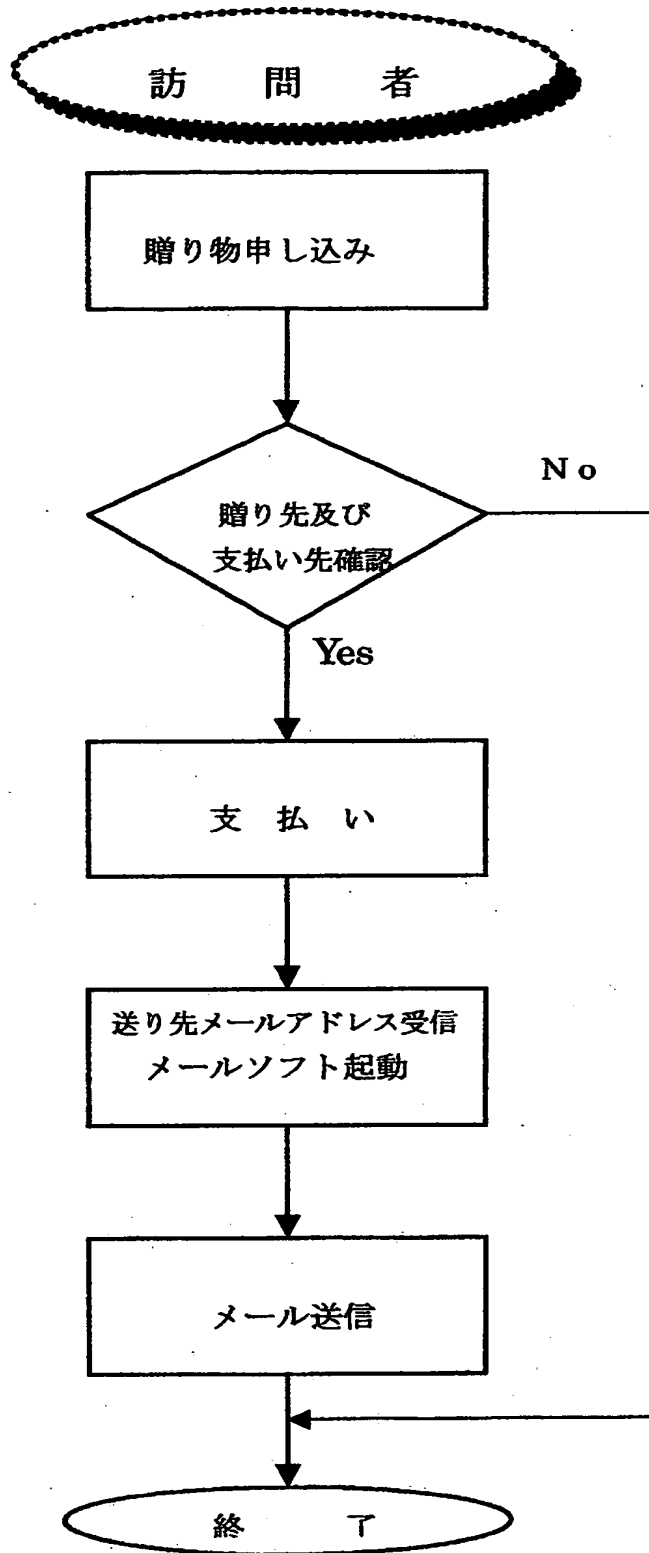 訪問者
贈り物申し込み
No
贈り先及び
支払い先確認
Yes
支払い
送り先メールアドレス受信
メールソフト起動
メール送信
終了